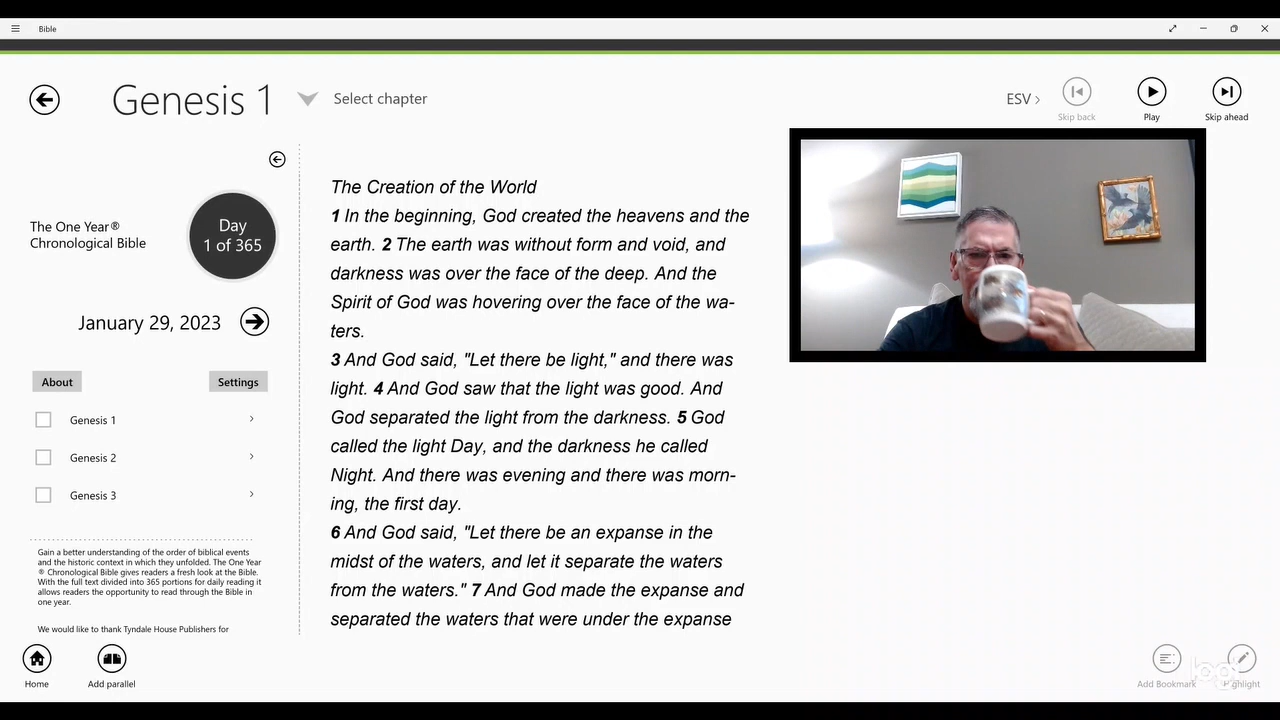 Bible
Genesis 1
Select chapter
ESV
Skip back
Play
Skip ahead
The One Year®
Chronological Bible
Day
1 of 365
January 29, 2023
About
Settings
Genesis 1
Genesis 2
Genesis 3
Gain a better understanding of the order of biblical events
and the historic context in which they unfolded. The One Year
® Chronological Bible gives readers a fresh look at the Bible.
With the full text divided into 365 portions for daily reading it
allows readers the opportunity to read through the Bible in
one year.
We would like to thank Tyndale House Publishers for
The Creation of the World
1 In the beginning, God created the heavens and the
earth. 2 The earth was without form and void, and
darkness was over the face of the deep. And the
Spirit of God was hovering over the face of the wa-
ters.
3 And God said, "Let there be light," and there was
light. 4 And God saw that the light was good. And
God separated the light from the darkness. 5 God
called the light Day, and the darkness he called
Night. And there was evening and there was morn-
ing, the first day.
6 And God said, "Let there be an expanse in the
midst of the waters, and let it separate the waters
from the waters." 7 And God made the expanse and
separated the waters that were under the expanse
Home
Add parallel
Add Bookmark
Highlight
logi